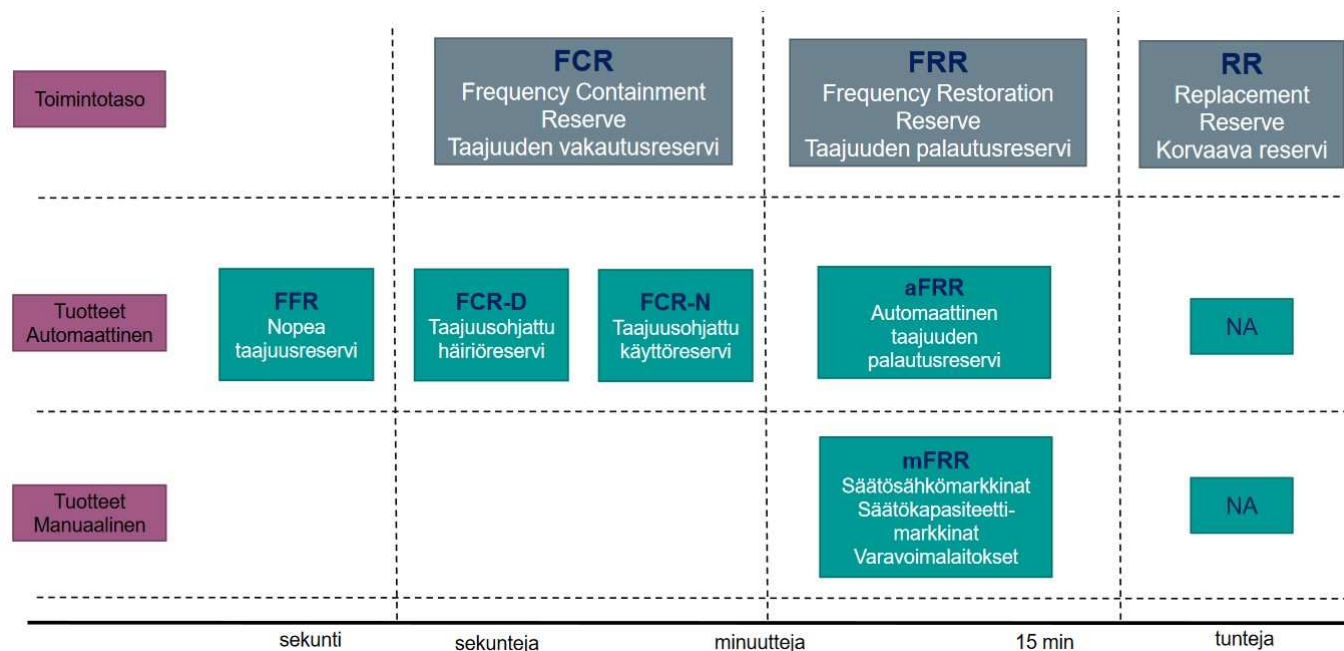 Toimintotaso
FCR
Frequency Containment
Reserve
Taajuuden vakautusreservi
FRR
Frequency Restoration
Reserve
Taajuuden palautusreservi
RR
Replacement
Reserve
Korvaava reservi
Tuotteet
Automaattinen
FFR
Nopea
taajuusreservi
FCR-D
Taajuusohjattu
häiriöreservi
FCR-N
Taajuusohjattu
käyttöreservi
aFRR
Automaattinen
taajuuden
palautusreservi
NA
Tuotteet
Manuaalinen
mFRR
Säätösähkömarkkinat
Säätökapasiteetti-
markkinat
Varavoimalaitokset
NA
sekunti
sekunteja
minuutteja
15 min
tunteja